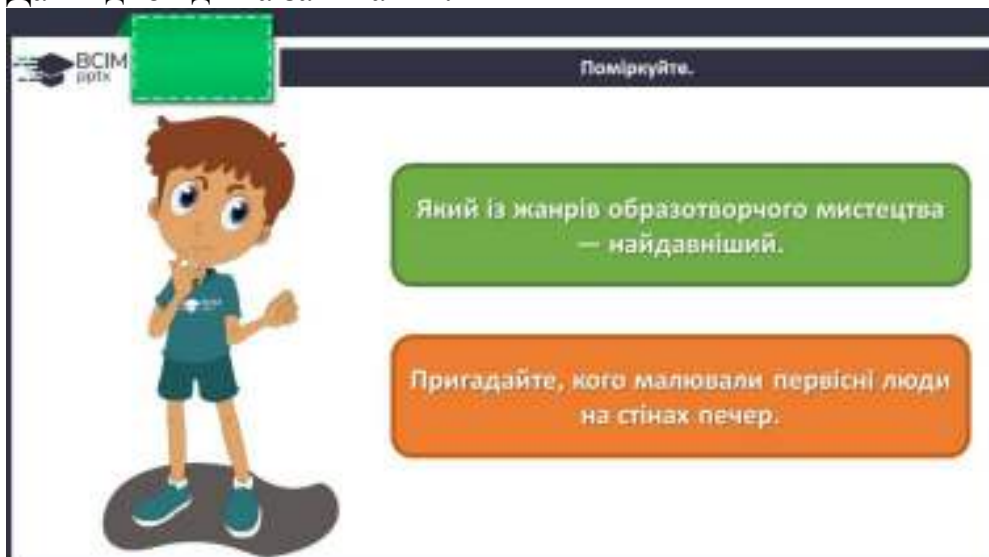 ВСІМ
pptx
Поміркуйте.
Який із жанрів образотворчого мистецтва
— найдавніший.
Пригадайте, кого малювали первісні люди
на стінах печер.